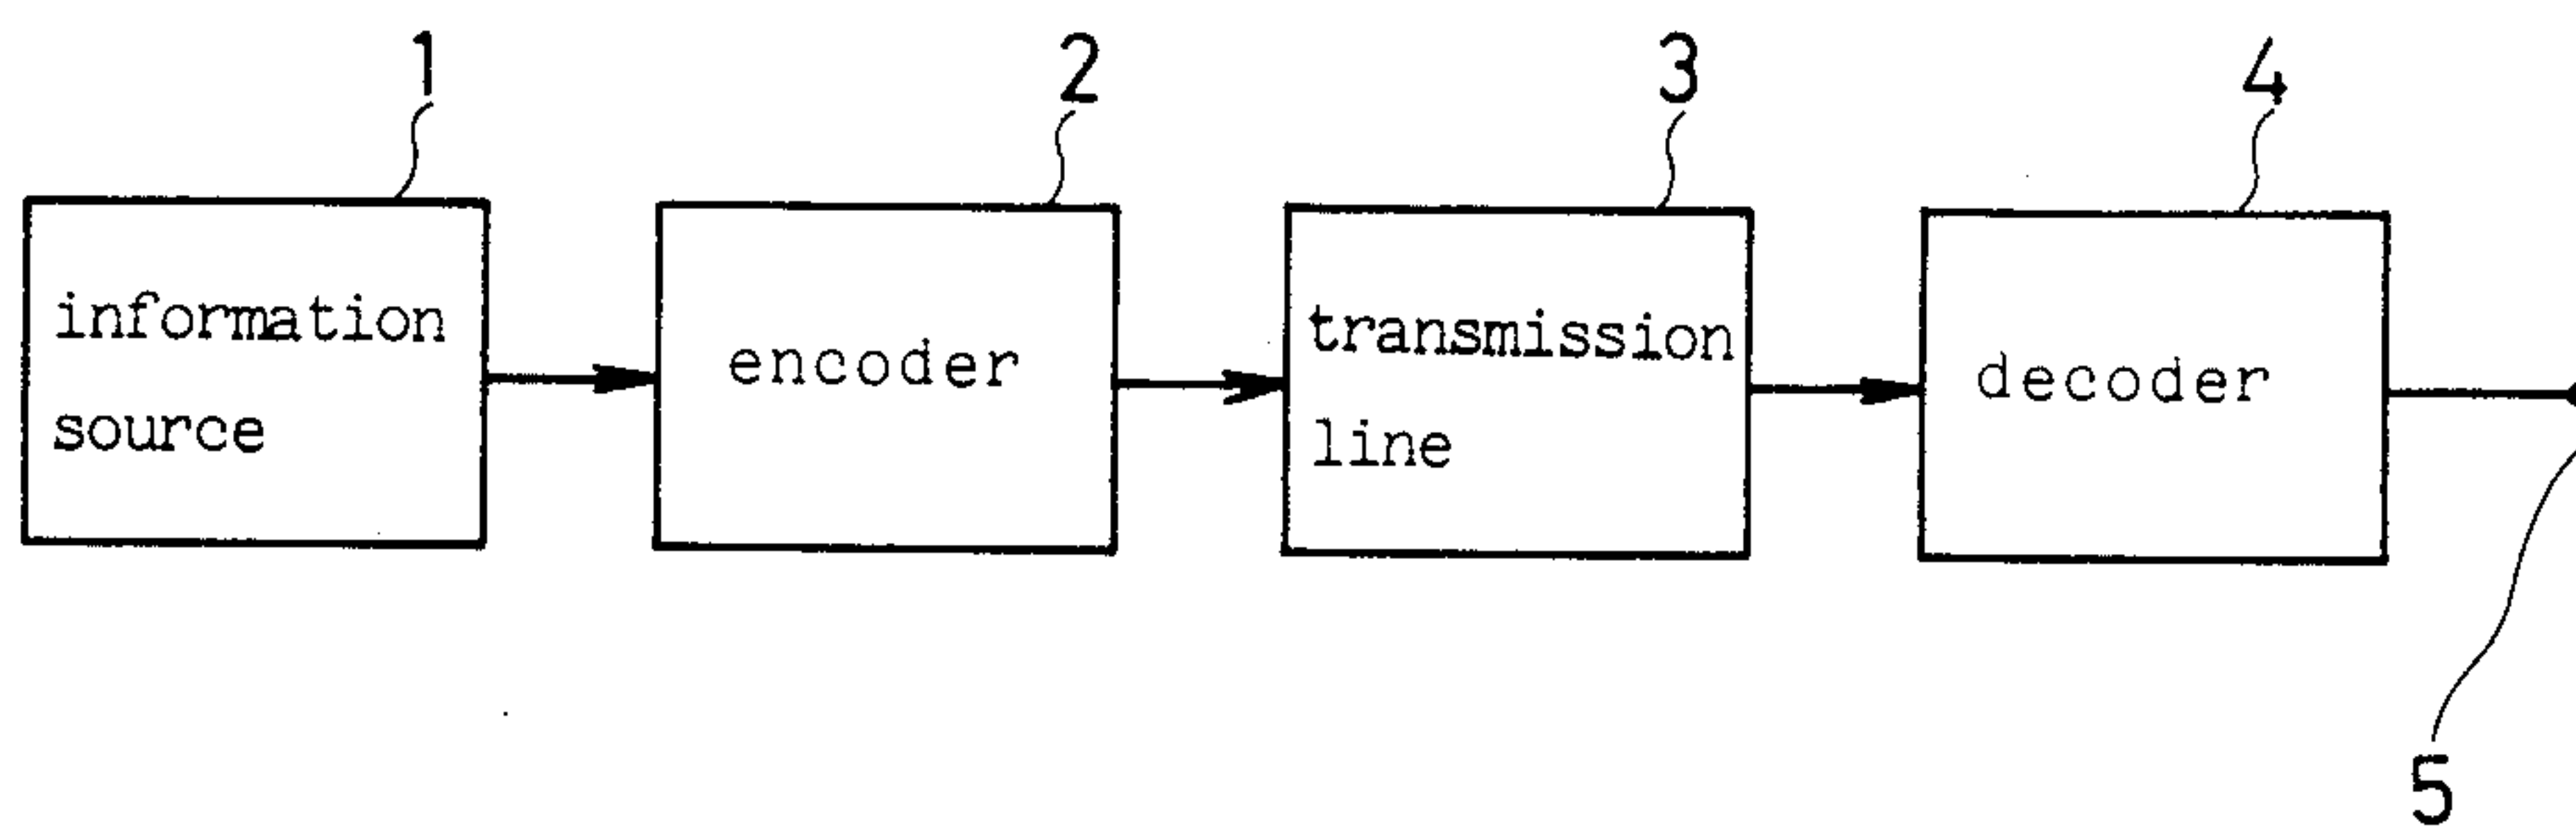 1
2
3
4
information
source
encoder
transmission
line
decoder
5